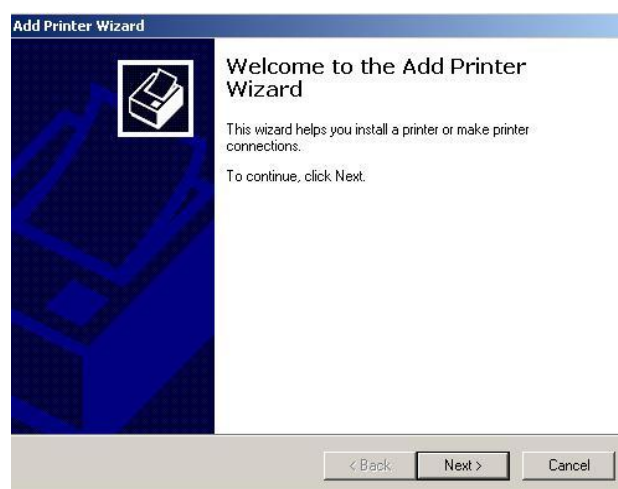 Add Printer Wizard
Welcome to the Add Printer
Wizard
This wizard helps you install a printer or make printer
connections.
To continue, click Next.
< Back
Next >
Cancel